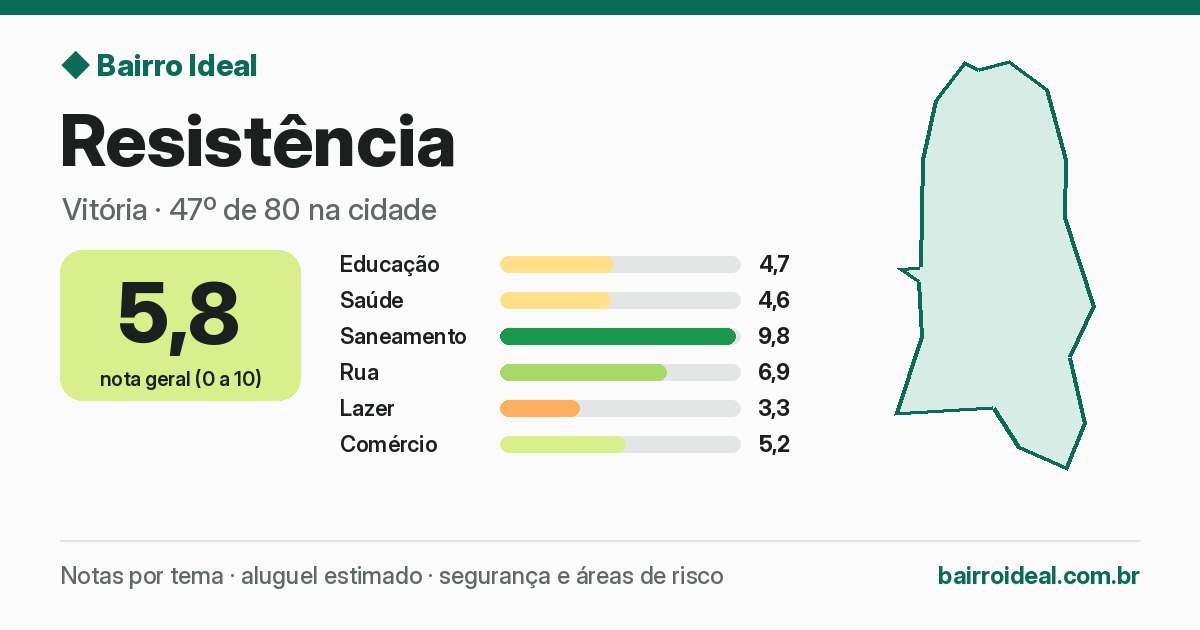 Bairro Ideal
Resistência
Vitória · 47º de 80 na cidade
5,8
nota geral (0 a 10)
Educação 4,7
Saúde 4,6
Saneamento 9,8
Rua 6,9
Lazer 3,3
Comércio 5,2
Notas por tema · aluguel estimado · segurança e áreas de risco
bairroideal.com.br